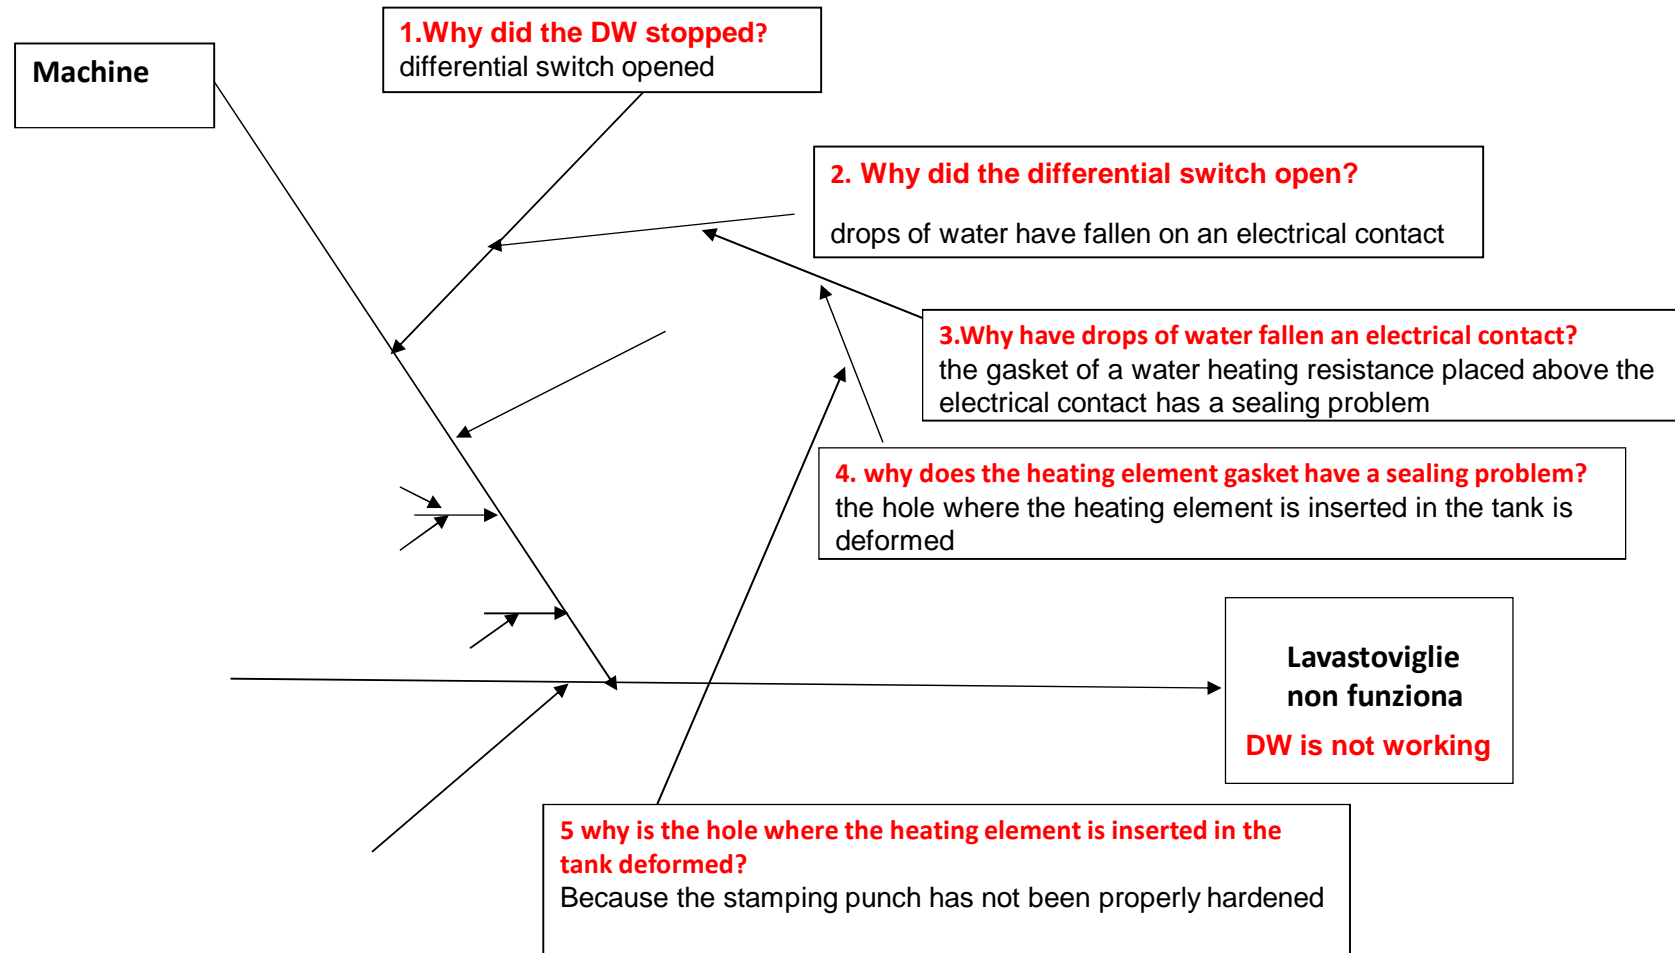 Machine
1.Why did the DW stopped?
differential switch opened
2. Why did the differential switch open?
drops of water have fallen on an electrical contact
3.Why have drops of water fallen an electrical contact?
the gasket of a water heating resistance placed above the
electrical contact has a sealing problem
4. why does the heating element gasket have a sealing problem?
the hole where the heating element is inserted in the tank is
deformed
Lavastoviglie
non funziona
DW is not working
5 why is the hole where the heating element is inserted in the
tank deformed?
Because the stamping punch has not been properly hardened